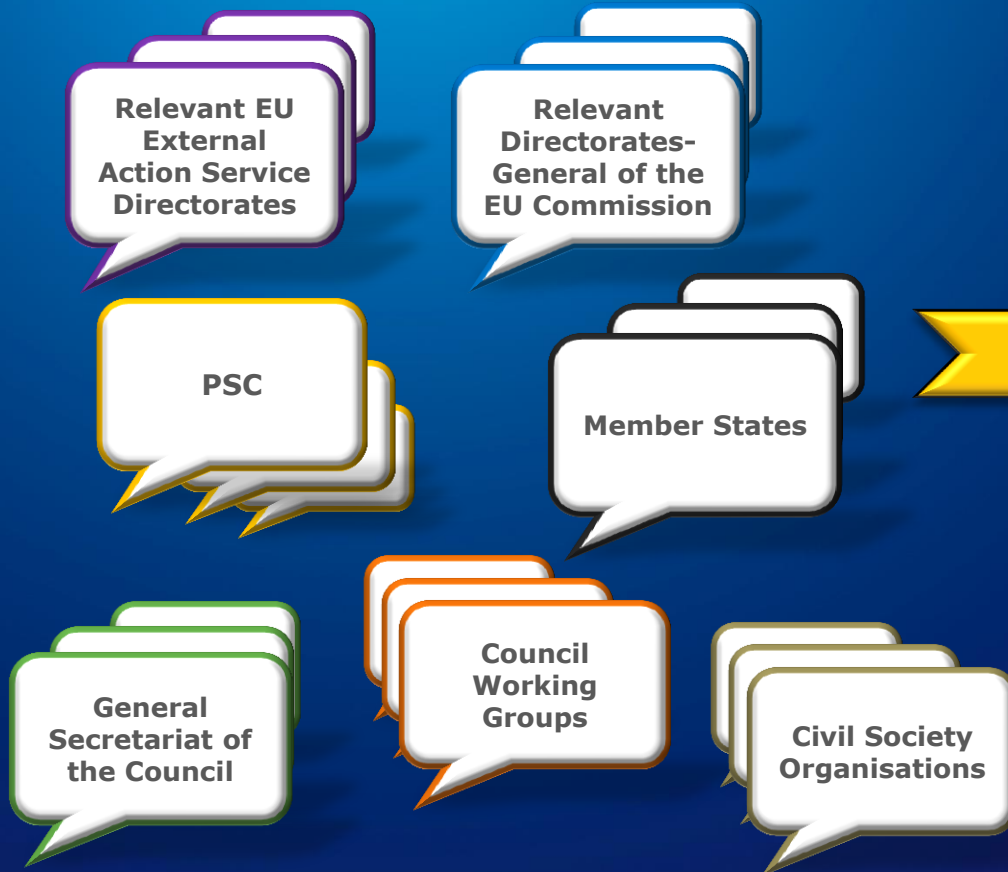 Relevant EU
External
Action Service
Directorates
Relevant
Directorates-
General of the
EU Commission
PSC
Member States
General
Secretariat of
the Council
Council
Working
Groups
Civil Society
Organisations